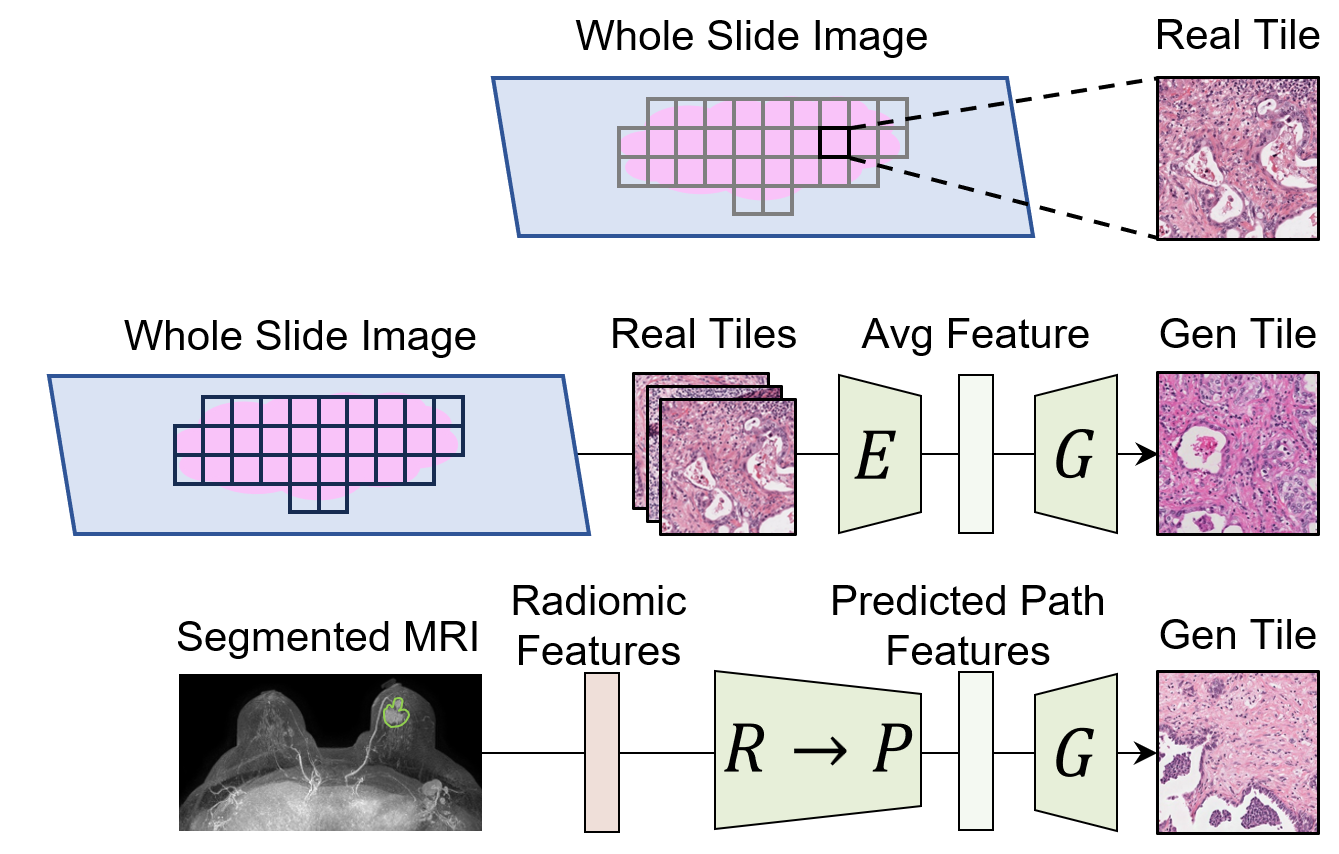 Whole Slide Image
Real Tile
Whole Slide Image
Real Tiles
Avg Feature
Gen Tile
E
G
Segmented MRI
Radiomic
Features
Predicted Path
Features
Gen Tile
R → P
G